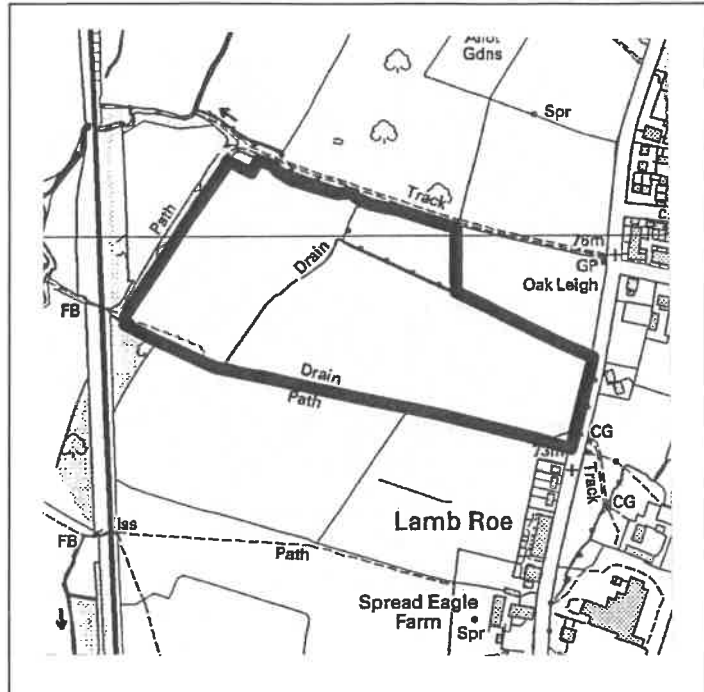 Allot
Gdns
Spr
Track
Path
76m
Drain
GP
Oak Leigh
FB
Drain
Path
CG
73m
Track
CG
Lamb Roe
Iss
FB
Path
Spread Eagle
Farm
Spr